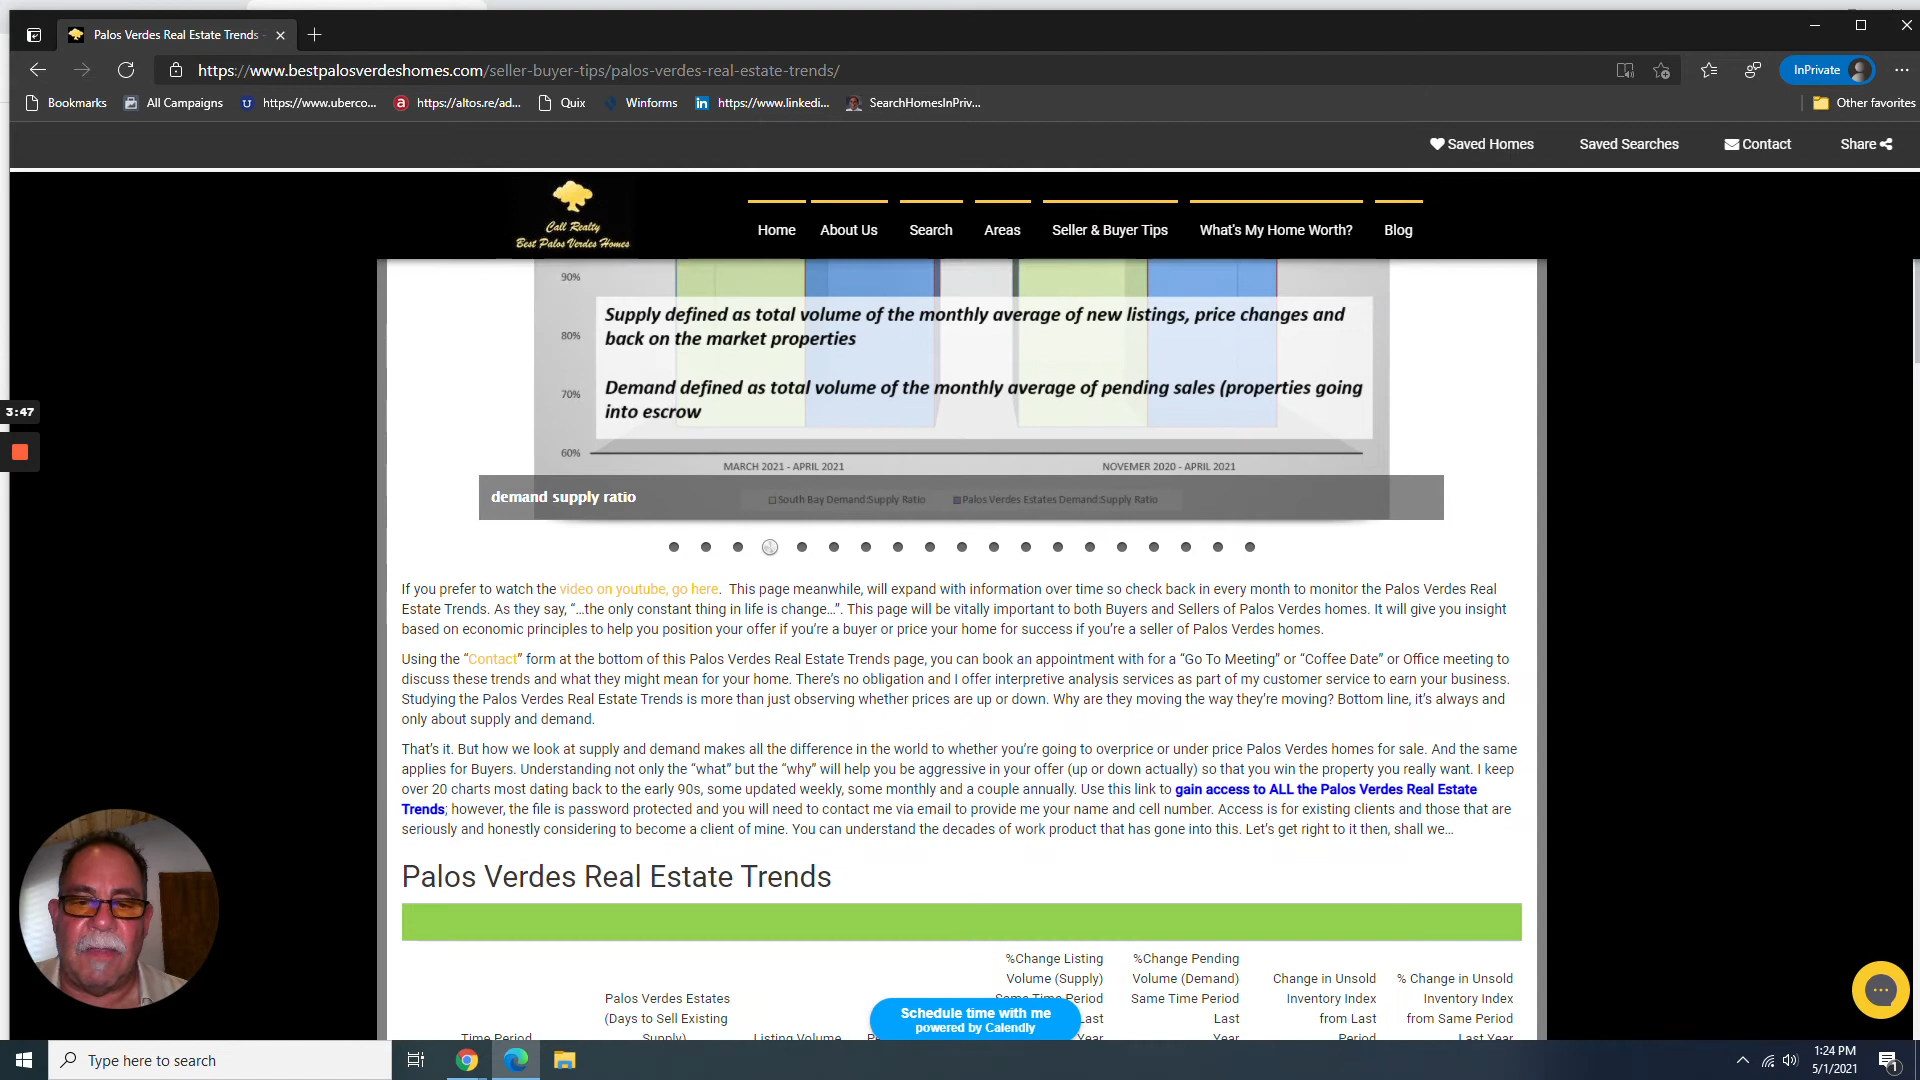 Palos Verdes Real Estate Trends
https://www.bestpalosverdeshomes.com/seller-buyer-tips/palos-verdes-real-estate-trends/
InPrivate
Bookmarks All Campaigns https://www.uberco... https://altos.re/ad... Quix Winforms https://www.linkedi... SearchHomesInPriv... Other favorites
Saved Homes Saved Searches Contact Share
Call Realty
Best Palos Verdes Homes
Home About Us Search Areas Seller & Buyer Tips What's My Home Worth? Blog
90%
Supply defined as total volume of the monthly average of new listings, price changes and
back on the market properties
80%
Demand defined as total volume of the monthly average of pending sales (properties going
into escrow
70%
60%
MARCH 2021 - APRIL 2021 NOVEMER 2020 - APRIL 2021
demand supply ratio
South Bay Demand:Supply Ratio Palos Verdes Estates Demand:Supply Ratio
3:47
If you prefer to watch the video on youtube, go here. This page meanwhile, will expand with information over time so check back in every month to monitor the Palos Verdes Real
Estate Trends. As they say, “…the only constant thing in life is change…”. This page will be vitally important to both Buyers and Sellers of Palos Verdes homes. It will give you insight
based on economic principles to help you position your offer if you’re a buyer or price your home for success if you’re a seller of Palos Verdes homes.
Using the “Contact” form at the bottom of this Palos Verdes Real Estate Trends page, you can book an appointment with for a “Go To Meeting” or “Coffee Date” or Office meeting to
discuss these trends and what they might mean for your home. There’s no obligation and I offer interpretive analysis services as part of my customer service to earn your business.
Studying the Palos Verdes Real Estate Trends is more than just observing whether prices are up or down. Why are they moving the way they’re moving? Bottom line, it’s always and
only about supply and demand.
That’s it. But how we look at supply and demand makes all the difference in the world to whether you’re going to overprice or under price Palos Verdes homes for sale. And the same
applies for Buyers. Understanding not only the “what” but the “why” will help you be aggressive in your offer (up or down actually) so that you win the property you really want. I keep
over 20 charts most dating back to the early 90s, some updated weekly, some monthly and a couple annually. Use this link to gain access to ALL the Palos Verdes Real Estate
Trends; however, the file is password protected and you will need to contact me via email to provide me your name and cell number. Access is for existing clients and those that are
seriously and honestly considering to become a client of mine. You can understand the decades of work product that has gone into this. Let’s get right to it then, shall we…
Palos Verdes Real Estate Trends
%Change Listing %Change Pending
Volume (Supply) Volume (Demand) Change in Unsold % Change in Unsold
Palos Verdes Estates Same Time Period Same Time Period Inventory Index Inventory Index
(Days to Sell Existing Last Last from Last from Same Period
Time Period Supply) Listing Volume Year Year Period Last Year
Schedule time with me
powered by Calendly
Type here to search
1:24 PM
5/1/2021
1